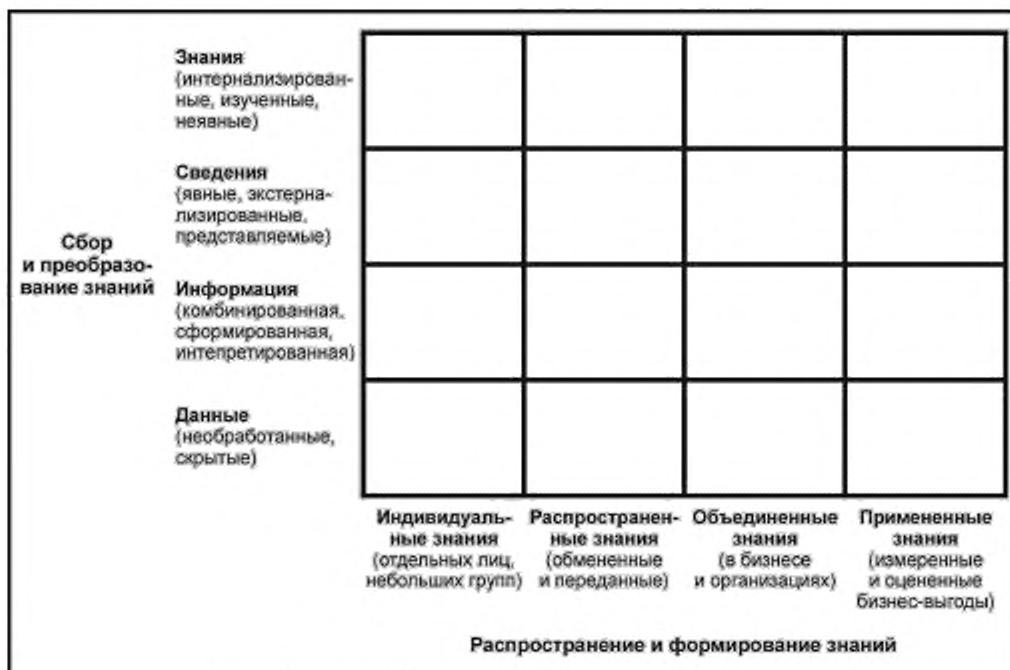 Знания
(интернализирован-
ные, изученные,
неявные)
Сведения
(явные, экстерна-
лизированные,
представляемые)
Сбор
и преобразо-
вание знаний
Информация
(комбинированная,
сформированная,
интепретированная)
Данные
(необработанные,
скрытые)
Индивидуаль-
ные знания
(отдельных лиц,
небольших групп)
Распространен-
ные знания
(обмененные
и переданные)
Объединенные
знания
(в бизнесе
и организациях)
Примененные
знания
(измеренные
и оцененные
бизнес-выгоды)
Распространение и формирование знаний